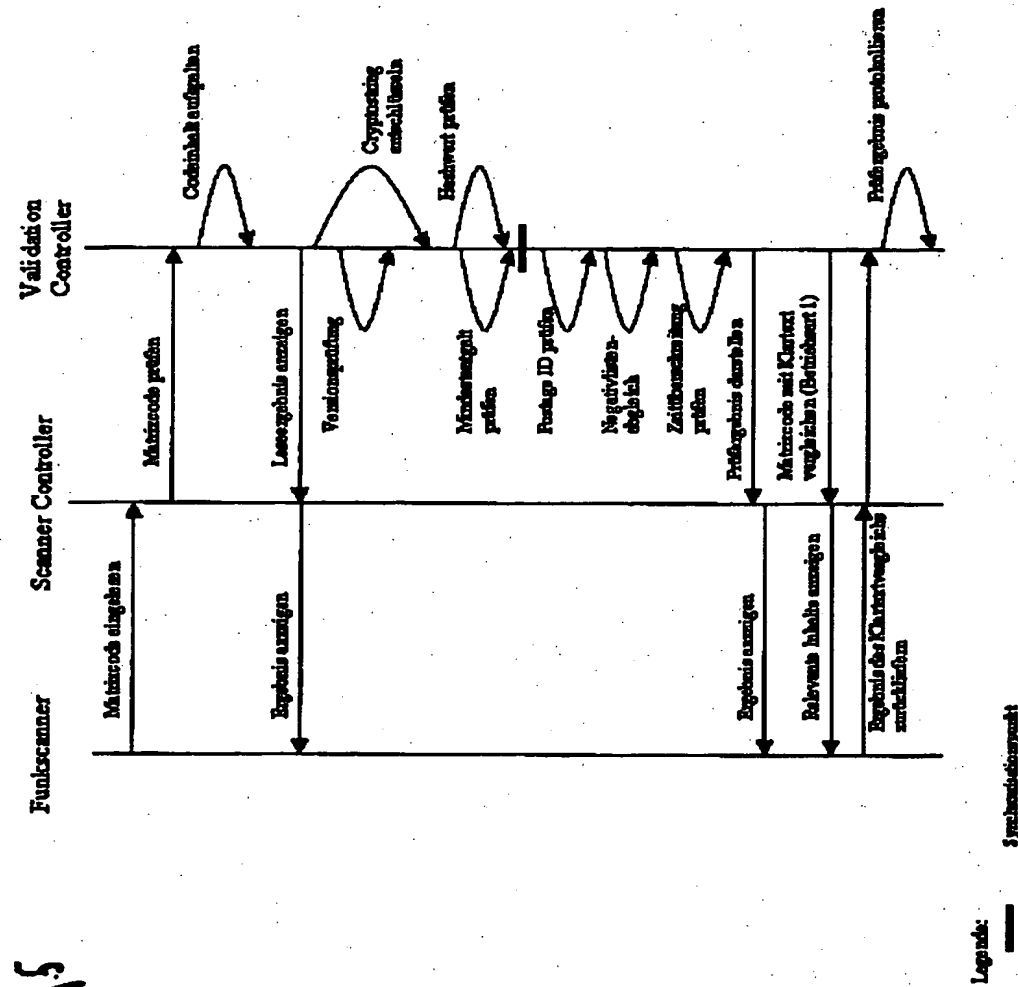 Funkscanner
Scanner Controller
Validation
Controller
Matrixcode einlesen
Matrixcode prüfen
Codeinhalt aufspalten
Ergebnis anzeigen
Leseergebnis anzeigen
Versionsprüfung
Cryptostring
entschlüsseln
Mindestentgelt
prüfen
Hashwert prüfen
Postage ID prüfen
Negativlisten-
abgleich
Zeitüberschreitung
prüfen
Prüfergebnis darstellen
Ergebnis anzeigen
Matrixcode mit Klartext
vergleichen (Betriebsart 1)
Relevante Inhalte anzeigen
Ergebnis des Klartextvergleichs
zurückliefern
Prüfergebnis protokollieren
Legende:
Synchronisationspunkt